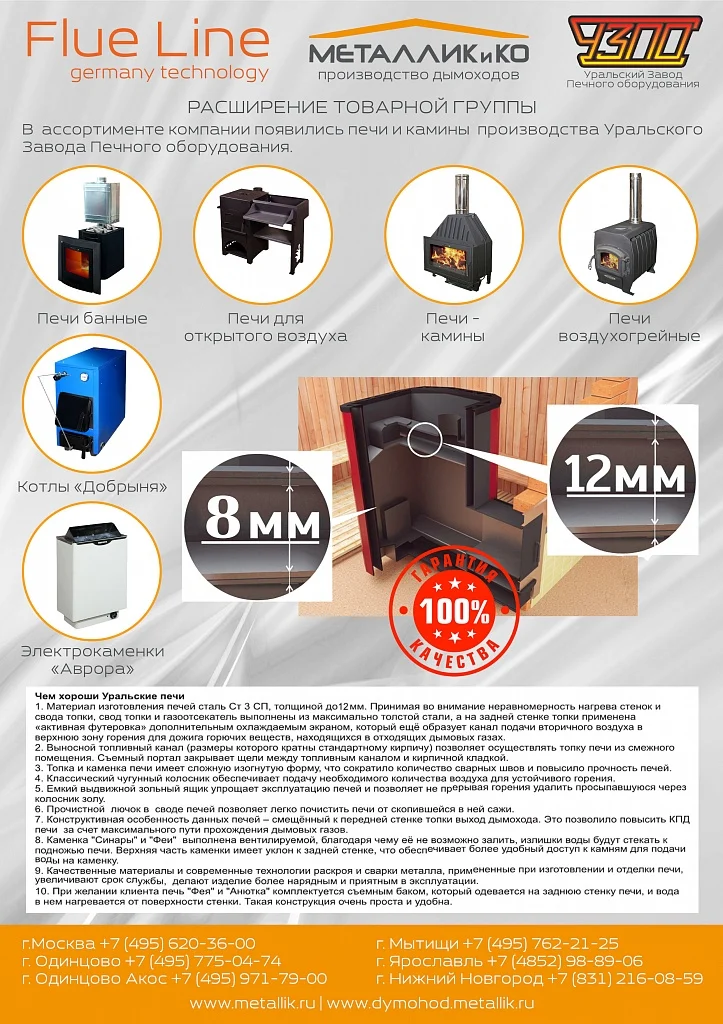 Flue Line
germany technology
МЕТАЛЛИКиКО
производство дымоходов
УЗПО
Уральский Завод
Печного оборудования
РАСШИРЕНИЕ ТОВАРНОЙ ГРУППЫ
В ассортименте компании появились печи и камины производства Уральского
Завода Печного оборудования.
Печи банные
Печи для
открытого воздуха
Печи -
камины
Печи
воздухогрейные
Котлы «Добрыня»
Электрокаменки
«Аврора»
8мм
12мм
ГАРАНТИЯ
100%
КАЧЕСТВА
Чем хороши Уральские печи
1. Материал изготовления печей сталь Ст 3 СП, толщиной до12мм. Принимая во внимание неравномерность нагрева стенок и
свода топки, свод топки и газоотсекатель выполнены из максимально толстой стали, а на задней стенке топки применена
«активная футеровка» дополнительным охлаждаемым экраном, который ещё образует канал подачи вторичного воздуха в
верхнюю зону горения для дожига горючих веществ, находящихся в отходящих дымовых газах.
2. Выносной топливный канал (размеры которого кратны стандартному кирпичу) позволяет осуществлять топку печи из смежного
помещения. Съемный портал закрывает щели между топливным каналом и кирпичной кладкой.
3. Топка и каменка печи имеет сложную изогнутую форму, что сократило количество сварных швов и повысило прочность печей.
4. Классический чугунный колосник обеспечивает подачу необходимого количества воздуха для устойчивого горения.
5. Емкий выдвижной зольный ящик упрощает эксплуатацию печей и позволяет не прерывая горения удалить просыпавшуюся через
колосник золу.
6. Прочистной лючок в своде печей позволяет легко почистить печи от скопившейся в ней сажи.
7. Конструктивная особенность данных печей – смещённый к передней стенке топки выход дымохода. Это позволило повысить КПД
печи за счет максимального пути прохождения дымовых газов.
8. Каменка "Синары" и "Феи" выполнена вентилируемой, благодаря чему её не возможно залить, излишки воды будут стекать к
подножью печи. Верхняя часть каменки имеет уклон к задней стенке, что обеспечивает более удобный доступ к камням для подачи
воды на каменку.
9. Качественные материалы и современные технологии раскроя и сварки металла, примененные при изготовлении и отделки печи,
увеличивают срок службы, делают изделие более нарядным и приятным в эксплуатации.
10. При желании клиента печь "Фея" и "Анютка" комплектуется съемным баком, который одевается на заднюю стенку печи, и вода
в нем нагревается от поверхности стенки. Такая конструкция очень проста и удобна.
г.Москва +7 (495) 620-36-00
г. Одинцово +7 (495) 775-04-74
г. Одинцово Акос +7 (495) 971-79-00
г. Мытищи +7 (495) 762-21-25
г. Ярославль +7 (4852) 98-89-06
г. Нижний Новгород +7 (831) 216-08-59
www.metallik.ru | www.dymohod.metallik.ru